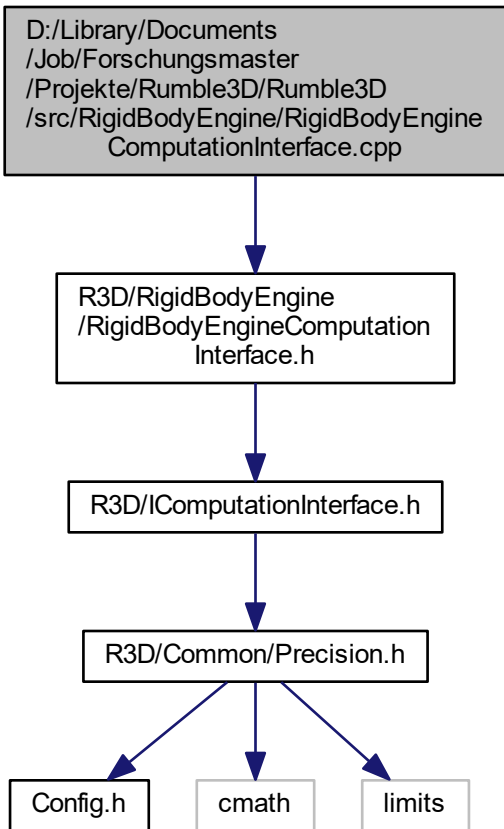 D:/Library/Documents
/Job/Forschungsmaster
/Projekte/Rumble3D/Rumble3D
/src/RigidBodyEngine/RigidBodyEngine
ComputationInterface.cpp
R3D/RigidBodyEngine
/RigidBodyEngineComputation
Interface.h
R3D/IComputationInterface.h
R3D/Common/Precision.h
Config.h
cmath
limits